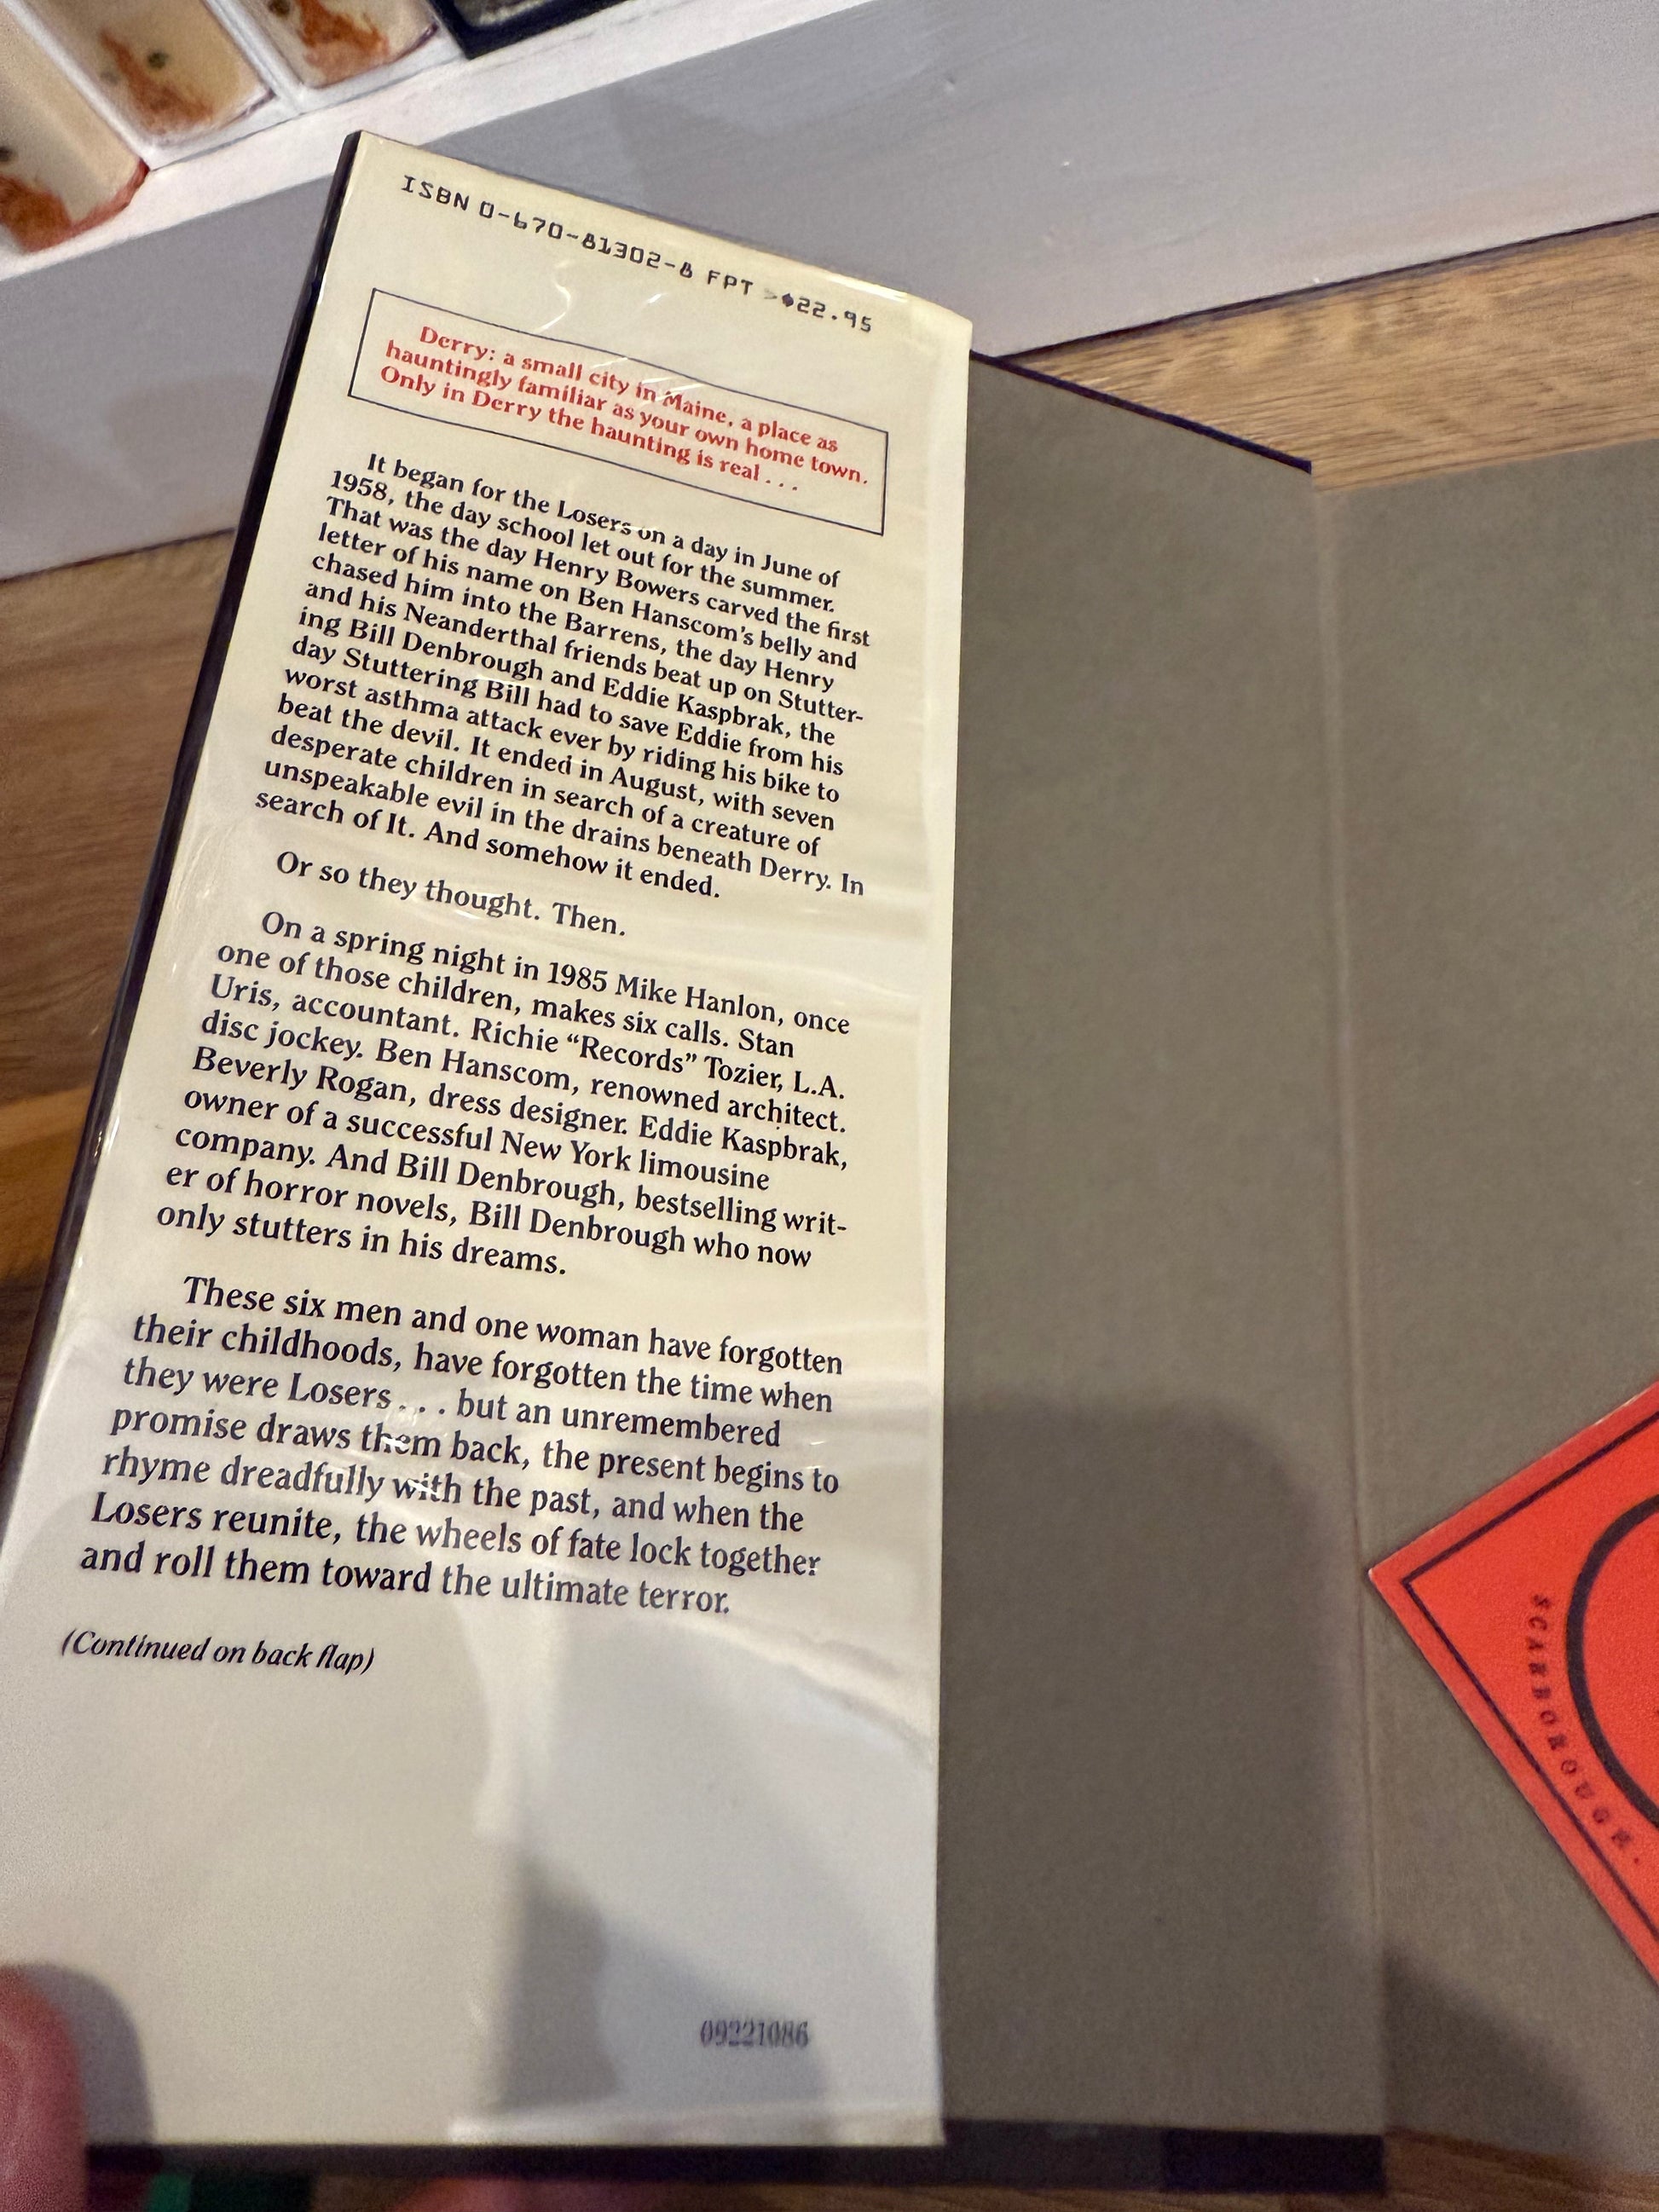 ISBN 0-670-81302-8 FPT >$22.95
Derry: a small city in Maine, a place as
hauntingly familiar as your own home town.
Only in Derry the haunting is real . . .
It began for the Losers on a day in June of
1958, the day school let out for the summer.
That was the day Henry Bowers carved the first
letter of his name on Ben Hanscom's belly and
chased him into the Barrens, the day Henry
and his Neanderthal friends beat up on Stutter-
ing Bill Denbrough and Eddie Kaspbrak, the
day Stuttering Bill had to save Eddie from his
worst asthma attack ever by riding his bike to
beat the devil. It ended in August, with seven
desperate children in search of a creature of
unspeakable evil in the drains beneath Derry. In
search of It. And somehow it ended.
Or so they thought. Then.
On a spring night in 1985 Mike Hanlon, once
one of those children, makes six calls. Stan
Uris, accountant. Richie “Records” Tozier, L.A.
disc jockey. Ben Hanscom, renowned architect.
Beverly Rogan, dress designer. Eddie Kaspbrak,
owner of a successful New York limousine
company. And Bill Denbrough, bestselling writ-
er of horror novels, Bill Denbrough who now
only stutters in his dreams.
These six men and one woman have forgotten
their childhoods, have forgotten the time when
they were Losers . . . but an unremembered
promise draws them back, the present begins to
rhyme dreadfully with the past, and when the
Losers reunite, the wheels of fate lock together
and roll them toward the ultimate terror.
(Continued on back flap)
09221086
SCARBOROUGH.